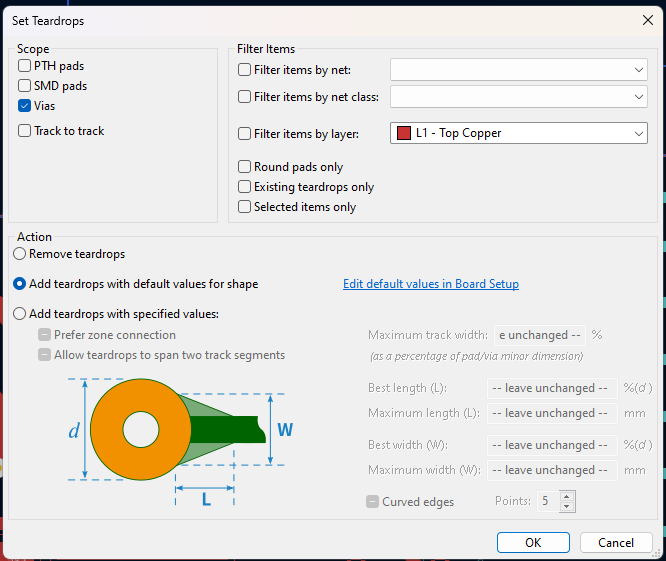 Set Teardrops
Scope
PTH pads
SMD pads
Vias
Track to track
Filter Items
Filter items by net:
Filter items by net class:
Filter items by layer: L1 - Top Copper
Round pads only
Existing teardrops only
Selected items only
Action
Remove teardrops
Add teardrops with default values for shape Edit default values in Board Setup
Add teardrops with specified values:
Prefer zone connection
Allow teardrops to span two track segments
d
W
L
Maximum track width: e unchanged -- %
(as a percentage of pad/via minor dimension)
Best length (L): -- leave unchanged -- %(d)
Maximum length (L): -- leave unchanged -- mm
Best width (W): -- leave unchanged -- %(d)
Maximum width (W): -- leave unchanged -- mm
Curved edges Points: 5
OK Cancel